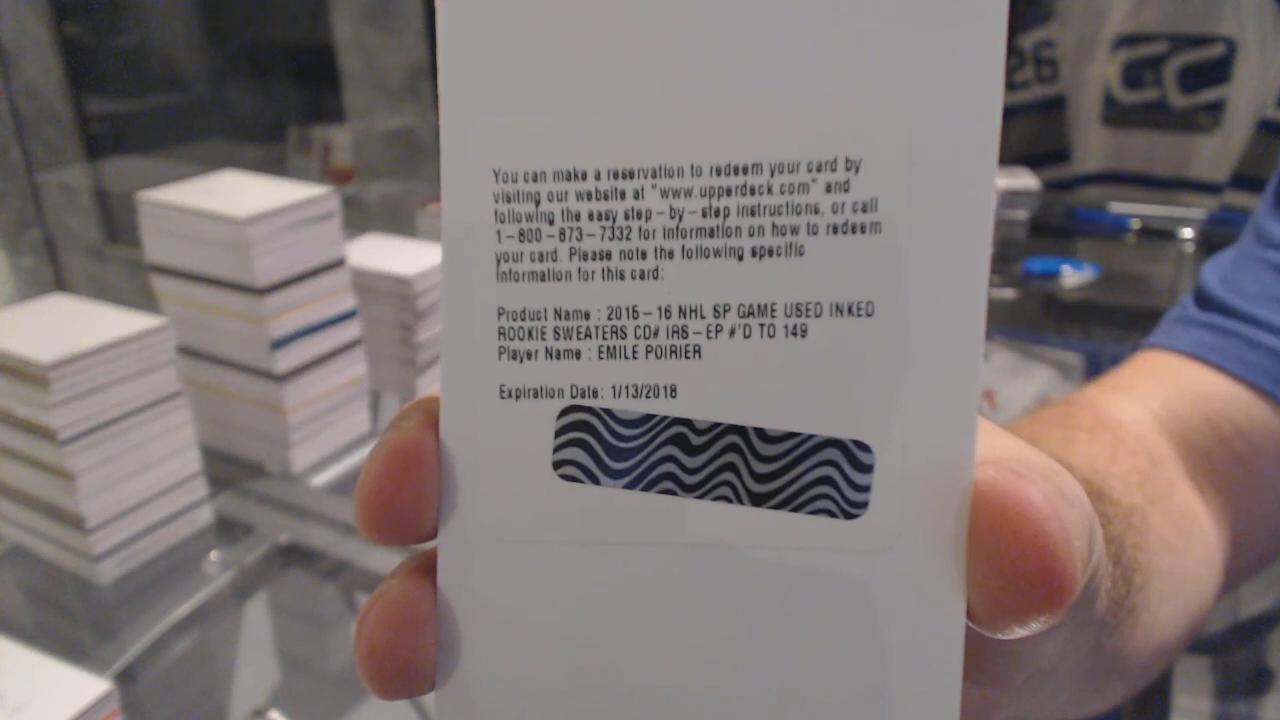 You can make a reservation to redeem your card by
visiting our website at "www.upperdeck.com" and
following the easy step-by-step instructions, or call
1-800-873-7332 for information on how to redeem
your card. Please note the following specific
information for this card:
Product Name : 2015-16 NHL SP GAME USED INKED
ROOKIE SWEATERS CD# IRS-EP #'D TO 149
Player Name : EMILE POIRIER
Expiration Date: 1/13/2018
26